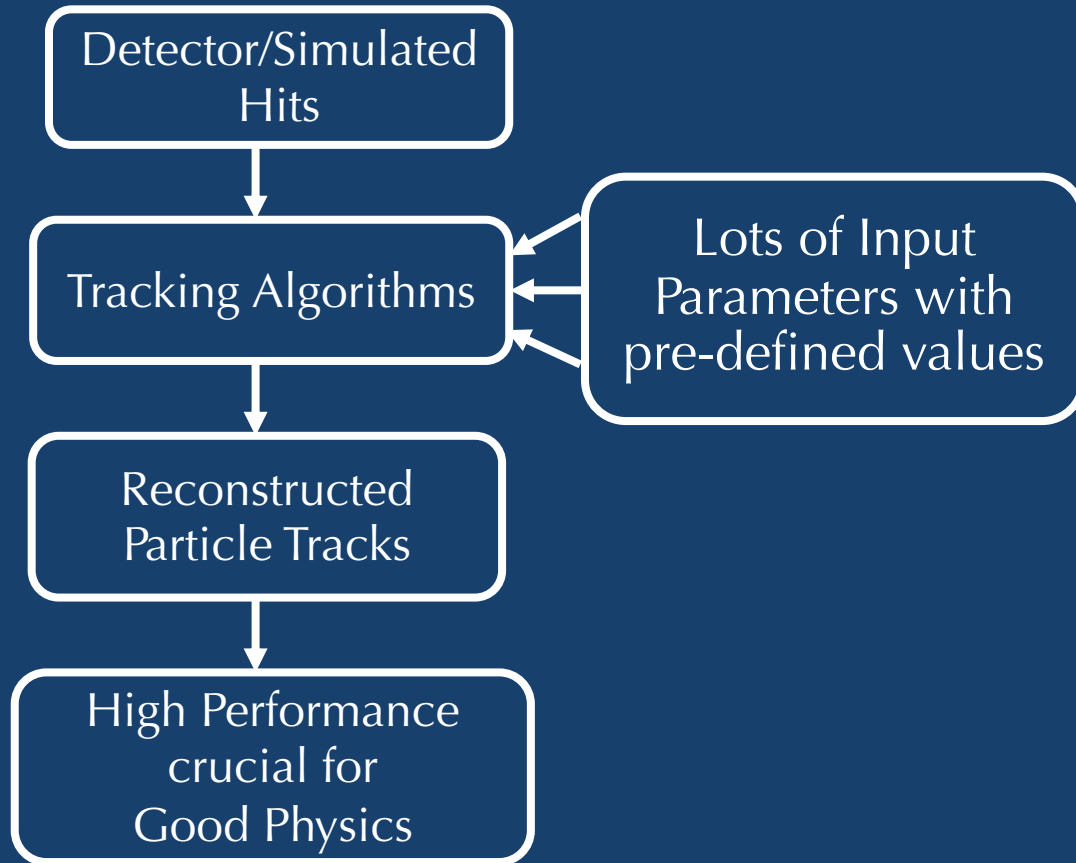 Detector/Simulated
Hits
Tracking Algorithms
Lots of Input
Parameters with
pre-defined values
Reconstructed
Particle Tracks
High Performance
crucial for
Good Physics